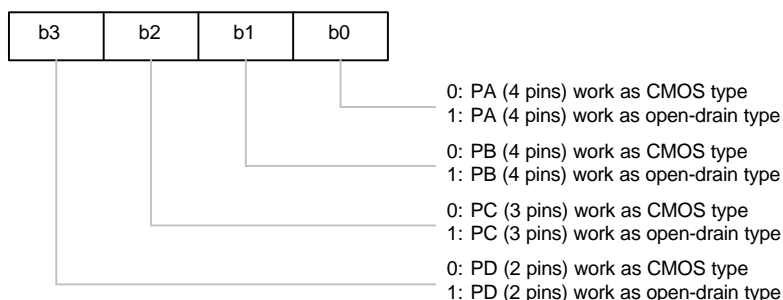 b3 b2 b1 b0
0: PA (4 pins) work as CMOS type
1: PA (4 pins) work as open-drain type
0: PB (4 pins) work as CMOS type
1: PB (4 pins) work as open-drain type
0: PC (3 pins) work as CMOS type
1: PC (3 pins) work as open-drain type
0: PD (2 pins) work as CMOS type
1: PD (2 pins) work as open-drain type